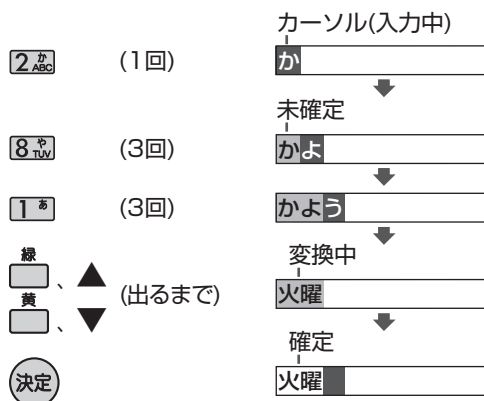 カーソル(入力中)
2 か ABC (1回) か
未確定
8 や TUV (3回) かよ
1 あ (3回) かよう
変換中
緑 、▲
黄 、▼ (出るまで) 火曜
確定
決定 火曜